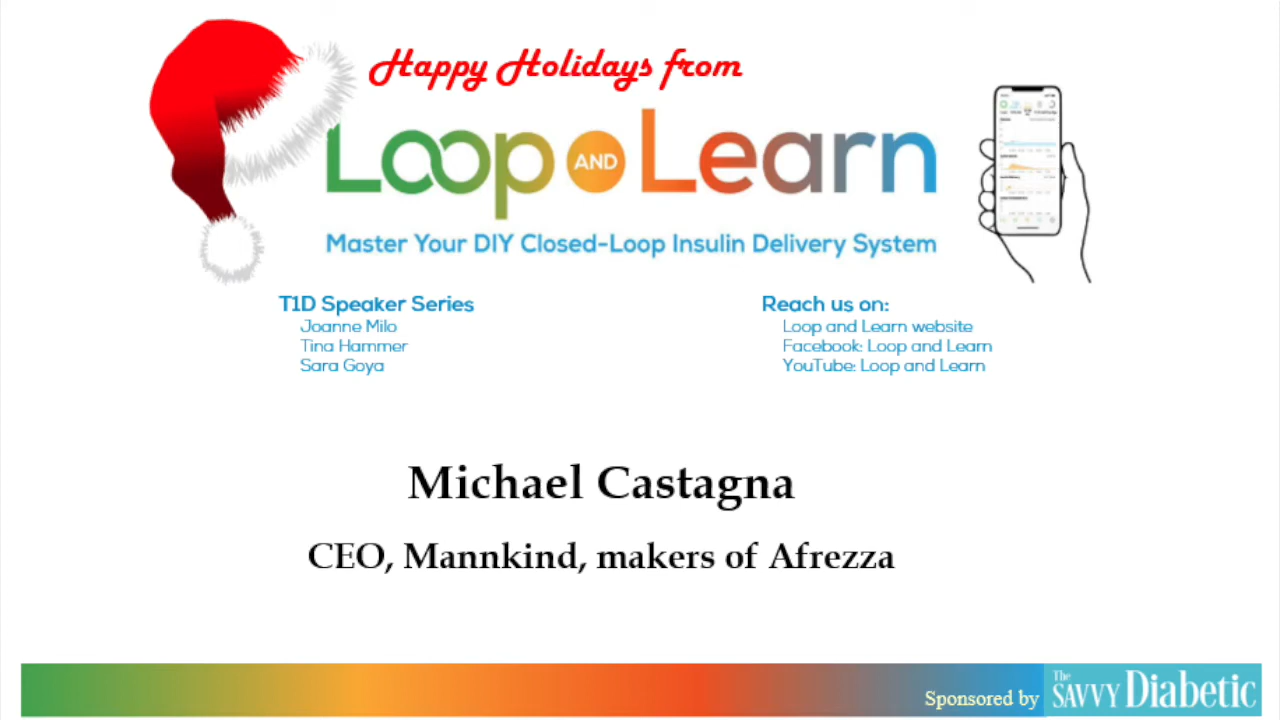 Happy Holidays from
Loop AND Learn
Master Your DIY Closed-Loop Insulin Delivery System
T1D Speaker Series
Joanne Milo
Tina Hammer
Sara Goya
Reach us on:
Loop and Learn website
Facebook: Loop and Learn
YouTube: Loop and Learn
Michael Castagna
CEO, Mannkind, makers of Afrezza
Sponsored by The SAVVY Diabetic